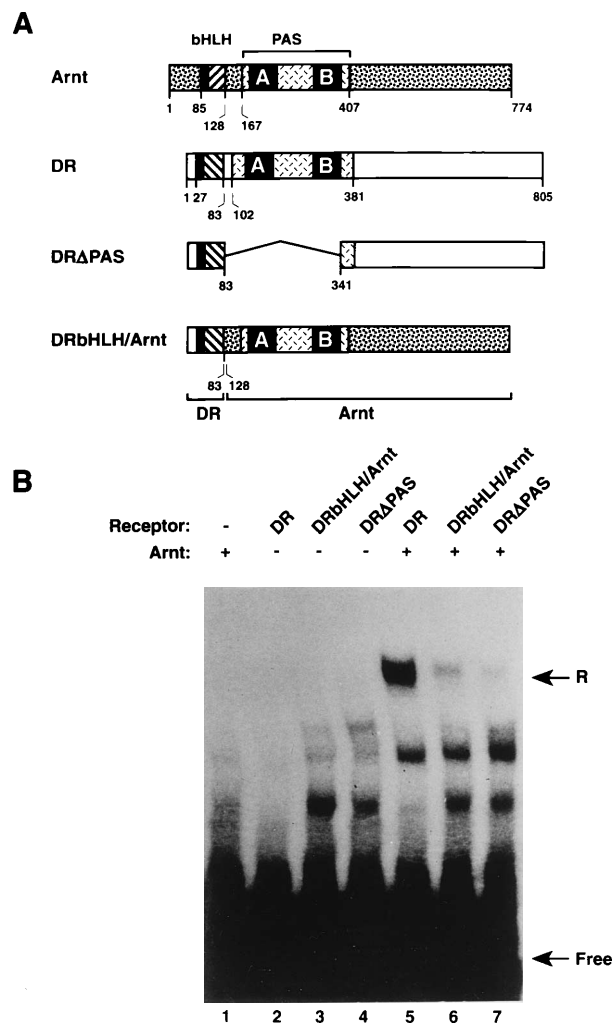 A
bHLH PAS
Arnt A B
1 85 407 774
128 167
DR A B
1 27 381 805
83 102
DRΔPAS
83 341
DRbHLH/Arnt A B
83 128
DR Arnt
B
Receptor: - DR DRbHLH/Arnt DRΔPAS DR DRbHLH/Arnt DRΔPAS
Arnt: + - - - + + +
R
Free
1 2 3 4 5 6 7